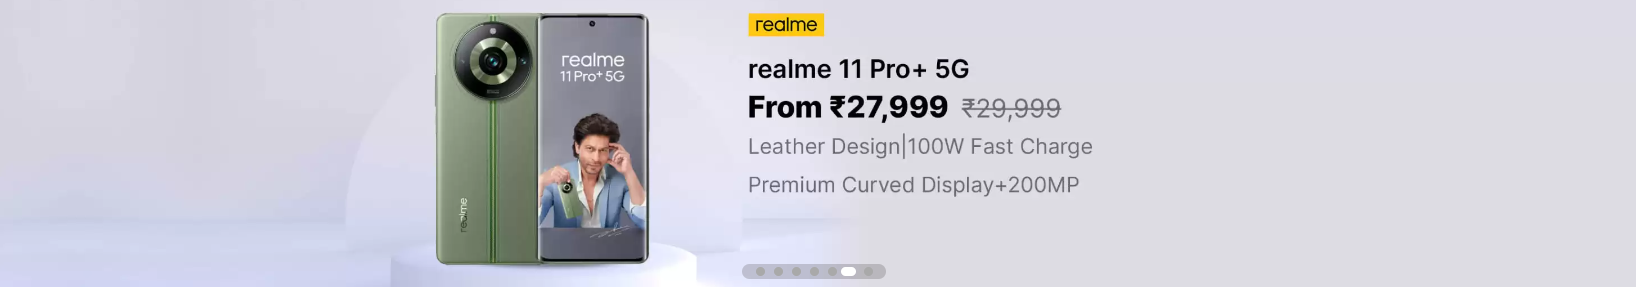 realme
11 Pro+ 5G
realme
realme
realme 11 Pro+ 5G
From ₹27,999 ₹29,999
Leather Design|100W Fast Charge
Premium Curved Display+200MP